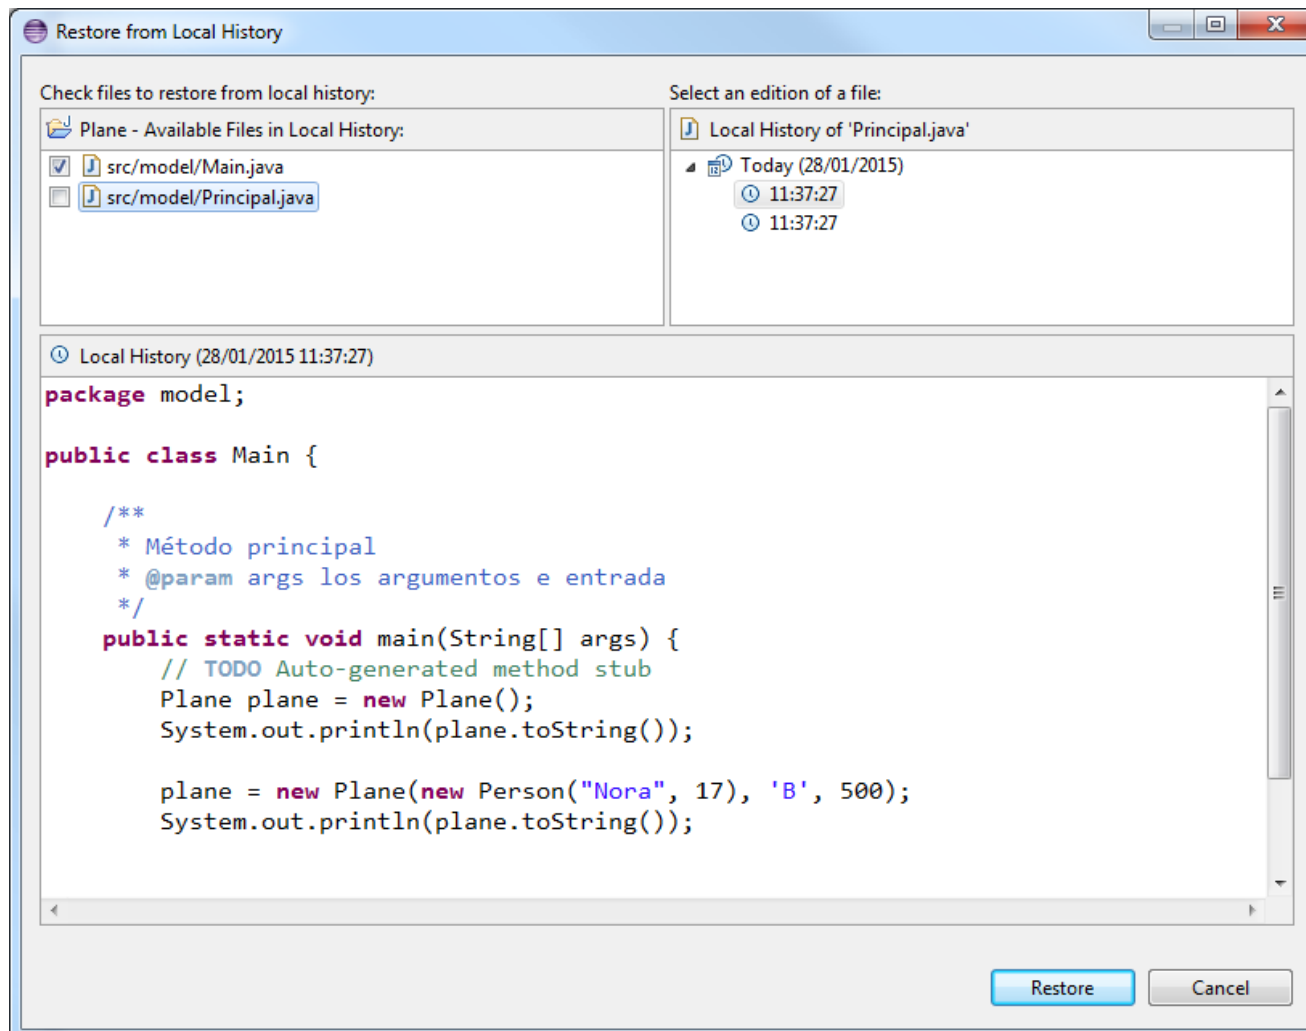 Restore from Local History
Check files to restore from local history:
Select an edition of a file:
Plane - Available Files in Local History:
Local History of 'Principal.java'
src/model/Main.java
src/model/Principal.java
Today (28/01/2015)
11:37:27
11:37:27
Local History (28/01/2015 11:37:27)
package model;
public class Main {
/**
* Método principal
* @param args los argumentos e entrada
*/
public static void main(String[] args) {
// TODO Auto-generated method stub
Plane plane = new Plane();
System.out.println(plane.toString());
plane = new Plane(new Person("Nora", 17), 'B', 500);
System.out.println(plane.toString());
Restore
Cancel